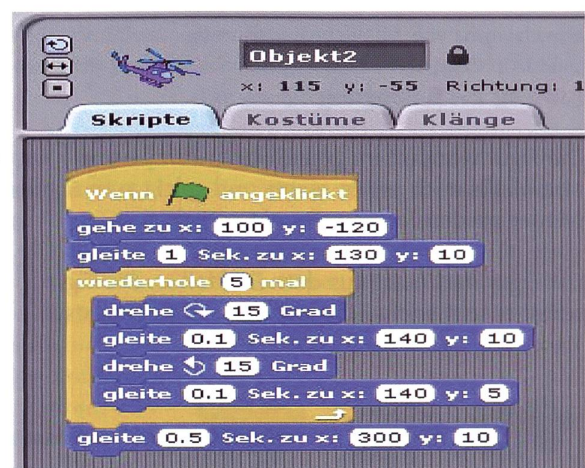 Objekt2
x: 115 y: -55 Richtung: 1
Skripte Kostüme Klänge
Wenn angeklickt
gehe zu x: 100 y: -120
gleite 1 Sek. zu x: 130 y: 10
wiederhole 5 mal
drehe 15 Grad
gleite 0.1 Sek. zu x: 140 y: 10
drehe 15 Grad
gleite 0.1 Sek. zu x: 140 y: 5
gleite 0.5 Sek. zu x: 300 y: 10